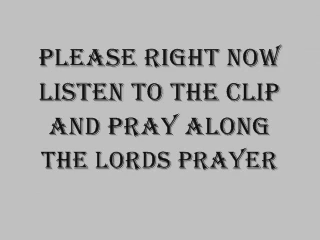 PLEASE RIGHT NOW
LISTEN TO THE CLIP
AND PRAY ALONG
THE LORDS PRAYER